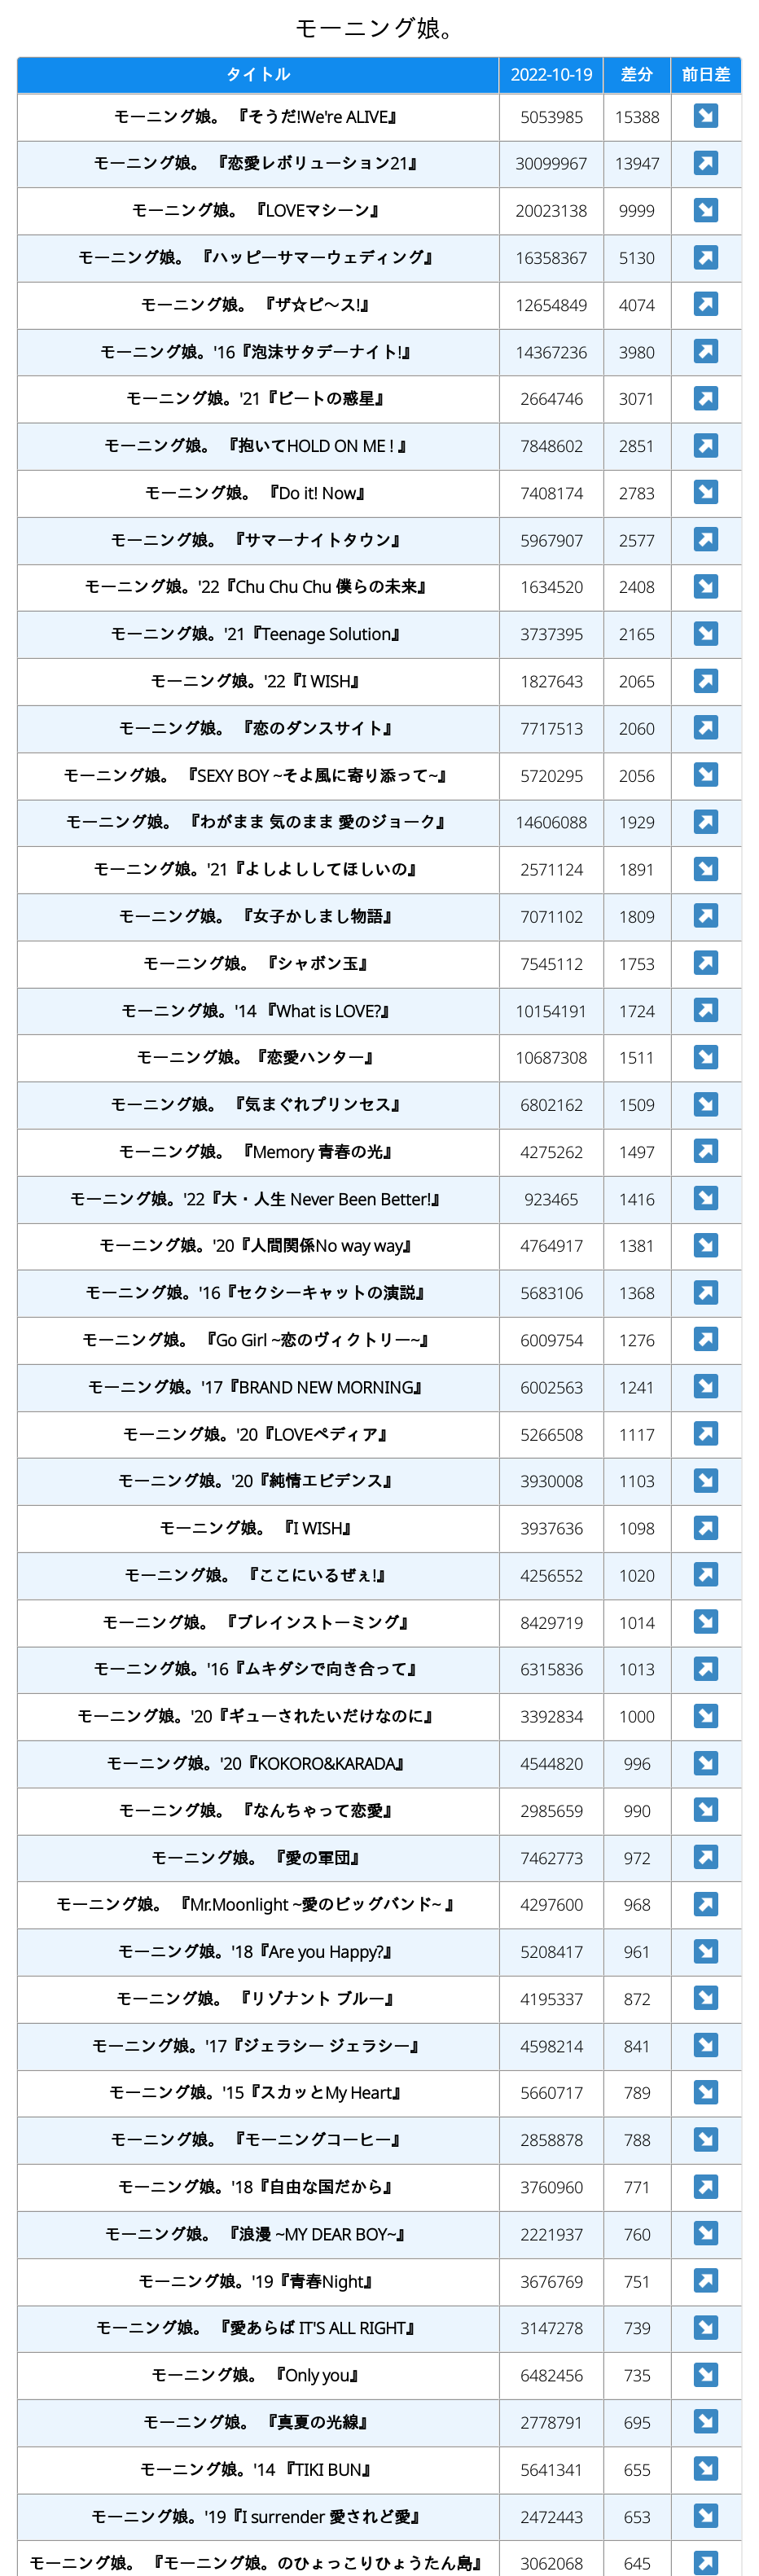 モーニング娘。
タイトル 2022-10-19 差分 前日差
モーニング娘。 『そうだ!We're ALIVE』 5053985 15388
モーニング娘。 『恋愛レボリューション21』 30099967 13947
モーニング娘。 『LOVEマシーン』 20023138 9999
モーニング娘。 『ハッピーサマーウェディング』 16358367 5130
モーニング娘。 『ザ☆ピ〜ス!』 12654849 4074
モーニング娘。'16『泡沫サタデーナイト!』 14367236 3980
モーニング娘。'21『ビートの惑星』 2664746 3071
モーニング娘。 『抱いてHOLD ON ME ! 』 7848602 2851
モーニング娘。 『Do it! Now』 7408174 2783
モーニング娘。 『サマーナイトタウン』 5967907 2577
モーニング娘。'22『Chu Chu Chu 僕らの未来』 1634520 2408
モーニング娘。'21『Teenage Solution』 3737395 2165
モーニング娘。'22『I WISH』 1827643 2065
モーニング娘。 『恋のダンスサイト』 7717513 2060
モーニング娘。 『SEXY BOY ~そよ風に寄り添って~』 5720295 2056
モーニング娘。 『わがまま 気のまま 愛のジョーク』 14606088 1929
モーニング娘。'21『よしよししてほしいの』 2571124 1891
モーニング娘。 『女子かしまし物語』 7071102 1809
モーニング娘。 『シャボン玉』 7545112 1753
モーニング娘。'14 『What is LOVE?』 10154191 1724
モーニング娘。『恋愛ハンター』 10687308 1511
モーニング娘。 『気まぐれプリンセス』 6802162 1509
モーニング娘。 『Memory 青春の光』 4275262 1497
モーニング娘。'22『大・人生 Never Been Better!』 923465 1416
モーニング娘。'20『人間関係No way way』 4764917 1381
モーニング娘。'16『セクシーキャットの演説』 5683106 1368
モーニング娘。 『Go Girl ~恋のヴィクトリー~』 6009754 1276
モーニング娘。'17『BRAND NEW MORNING』 6002563 1241
モーニング娘。'20『LOVEペディア』 5266508 1117
モーニング娘。'20『純情エビデンス』 3930008 1103
モーニング娘。 『I WISH』 3937636 1098
モーニング娘。 『ここにいるぜぇ!』 4256552 1020
モーニング娘。 『ブレインストーミング』 8429719 1014
モーニング娘。'16『ムキダシで向き合って』 6315836 1013
モーニング娘。'20『ギューされたいだけなのに』 3392834 1000
モーニング娘。'20『KOKORO&KARADA』 4544820 996
モーニング娘。 『なんちゃって恋愛』 2985659 990
モーニング娘。 『愛の軍団』 7462773 972
モーニング娘。 『Mr.Moonlight ~愛のビッグバンド~ 』 4297600 968
モーニング娘。'18『Are you Happy?』 5208417 961
モーニング娘。 『リゾナント ブルー』 4195337 872
モーニング娘。'17『ジェラシー ジェラシー』 4598214 841
モーニング娘。'15『スカッとMy Heart』 5660717 789
モーニング娘。 『モーニングコーヒー』 2858878 788
モーニング娘。'18『自由な国だから』 3760960 771
モーニング娘。 『浪漫 ~MY DEAR BOY~』 2221937 760
モーニング娘。'19『青春Night』 3676769 751
モーニング娘。 『愛あらば IT'S ALL RIGHT』 3147278 739
モーニング娘。 『Only you』 6482456 735
モーニング娘。 『真夏の光線』 2778791 695
モーニング娘。'14 『TIKI BUN』 5641341 655
モーニング娘。'19『I surrender 愛されど愛』 2472443 653
モーニング娘。 『モーニング娘。のひょっこりひょうたん島』 3062068 645